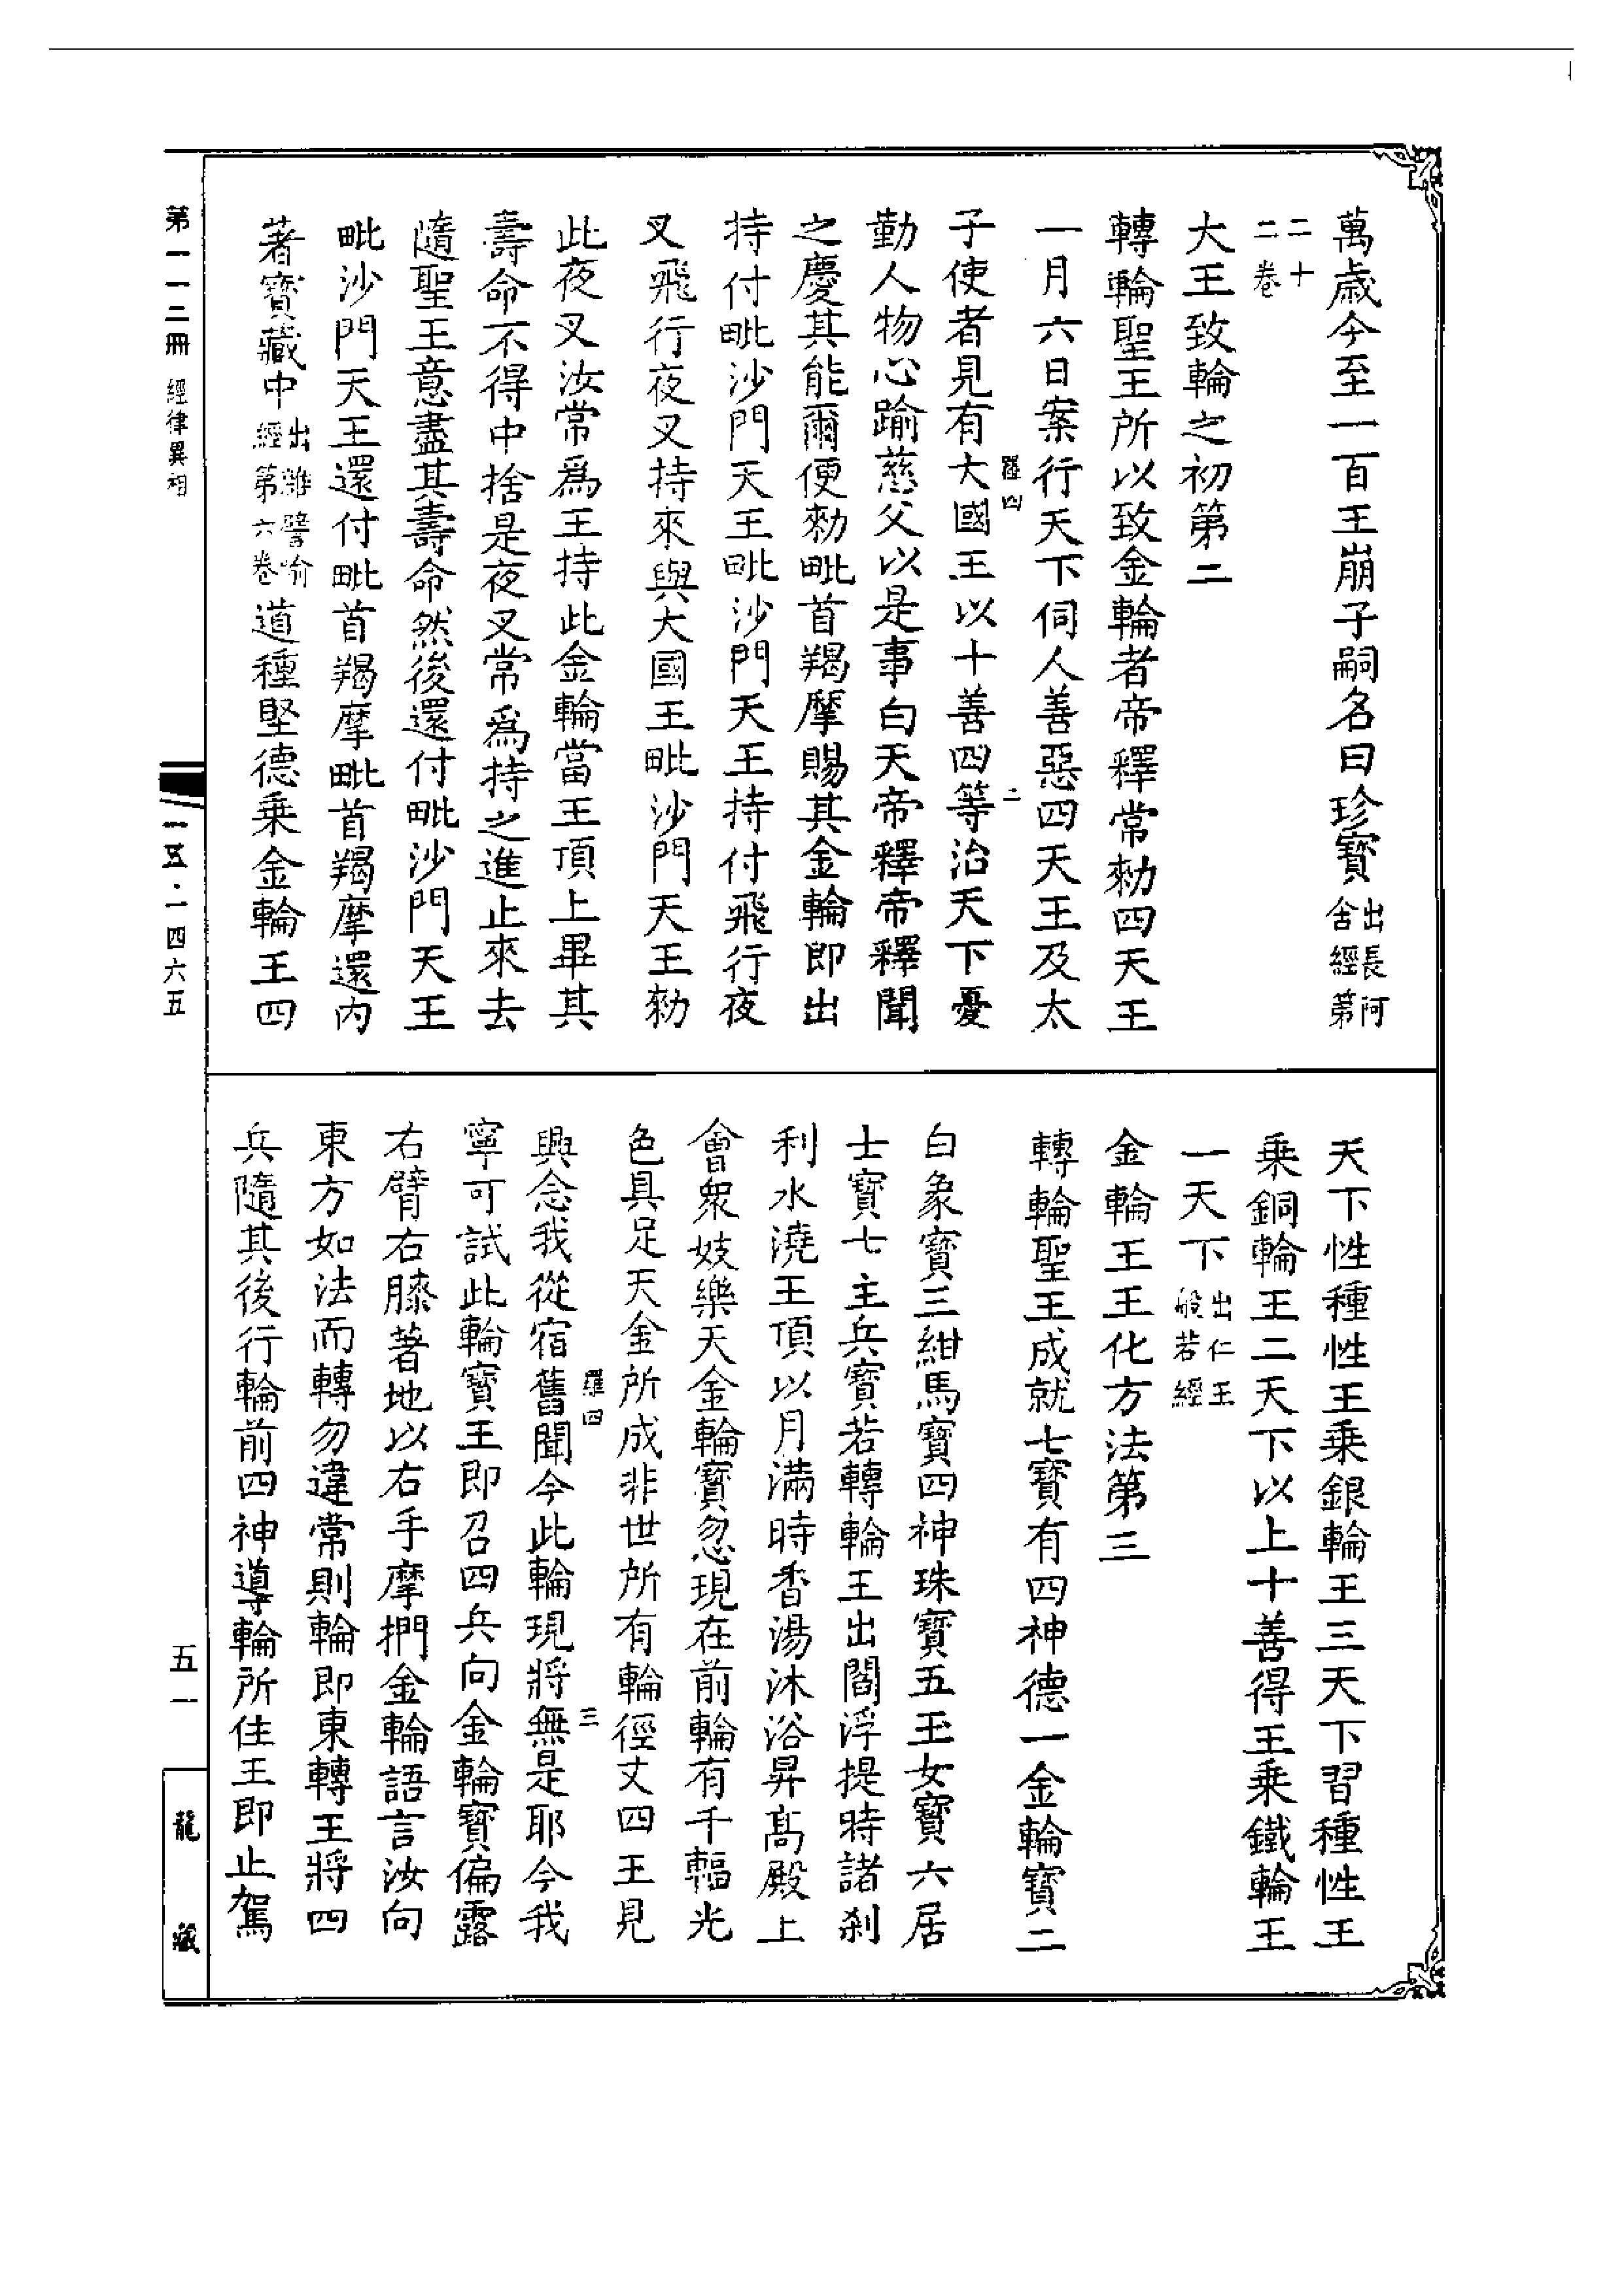 萬歲今至一百王崩子嗣名曰珍寶出長阿含經第
二十二卷
大王致輪之初第二
轉輪聖王所以致金輪者帝釋常勑四天王
一月六日案行天下伺人善惡四天王及太
子使者見有大國王以十善四等治天下憂
勤人物心踰慈父以是事白天帝釋帝釋聞
之慶其能爾便勑毗首羯摩賜其金輪即出
持付毗沙門天王毗沙門天王持付飛行夜
叉飛行夜叉持來與大國王毗沙門天王勑
此夜叉汝常爲王持此金輪當王頂上畢其
壽命不得中捨是夜叉常爲持之進止來去
隨聖王意盡其壽命然後還付毗沙門天王
毗沙門天王還付毗首羯摩毗首羯摩還內
著寶藏中出雜譬喻經第六卷道種堅德乘金輪王四
羅四
二
天下性種性王乘銀輪王三天下習種性王
乘銅輪王二天下以上十善得王乘鐵輪王
一天下出仁王般若經
金輪王王化方法第三
轉輪聖王成就七寶有四神德一金輪寶二
白象寶三紺馬寶四神珠寶五玉女寶六居
士寶七主兵寶若轉輪王出閻浮提時諸剎
利水澆王頂以月滿時香湯沐浴昇高殿上
會衆妓樂天金輪寶忽現在前輪有千輻光
色具足天金所成非世所有輪徑丈四王見
興念我從宿舊聞今此輪現將無是耶今我
寧可試此輪寶王即召四兵向金輪寶偏露
右臂右膝著地以右手摩捫金輪語言汝向
東方如法而轉勿違常則輪即東轉王將四
兵隨其後行輪前四神導輪所住王即止駕
羅四
三
第一一二冊 經律異相
一五·一四六五
五一
龍藏